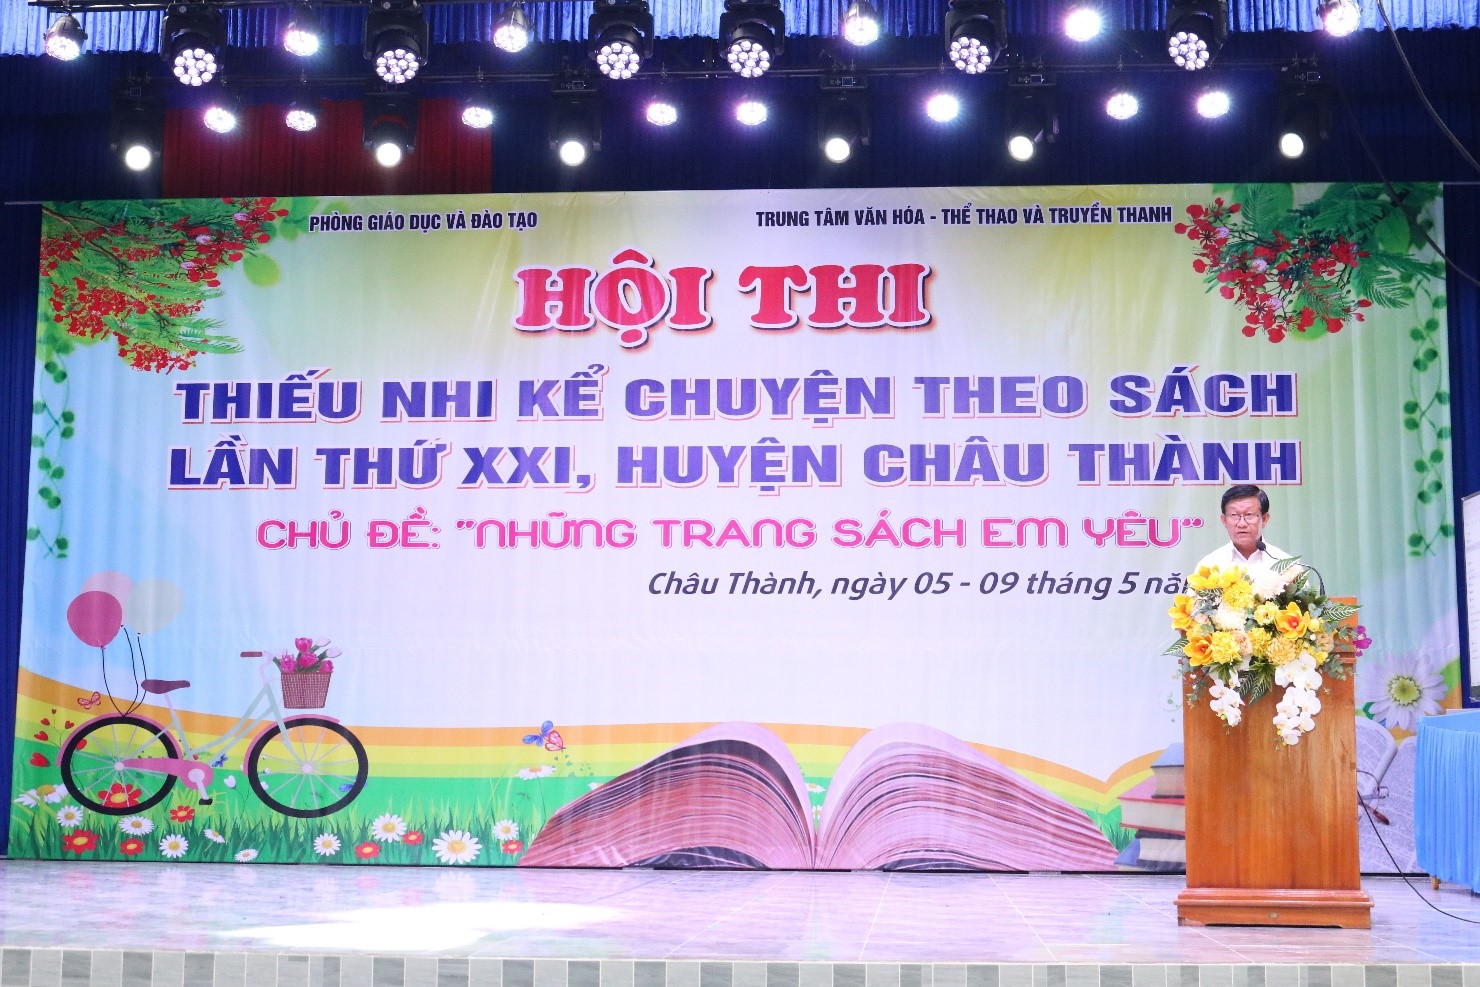 PHÒNG GIÁO DỤC VÀ ĐÀO TẠO
TRUNG TÂM VĂN HÓA - THỂ THAO VÀ TRUYỀN THANH
HỘI THI
THIẾU NHI KỂ CHUYỆN THEO SÁCH
LẦN THỨ XXI, HUYỆN CHÂU THÀNH
CHỦ ĐỀ: "NHỮNG TRANG SÁCH EM YÊU"
Châu Thành, ngày 05 - 09 tháng 5